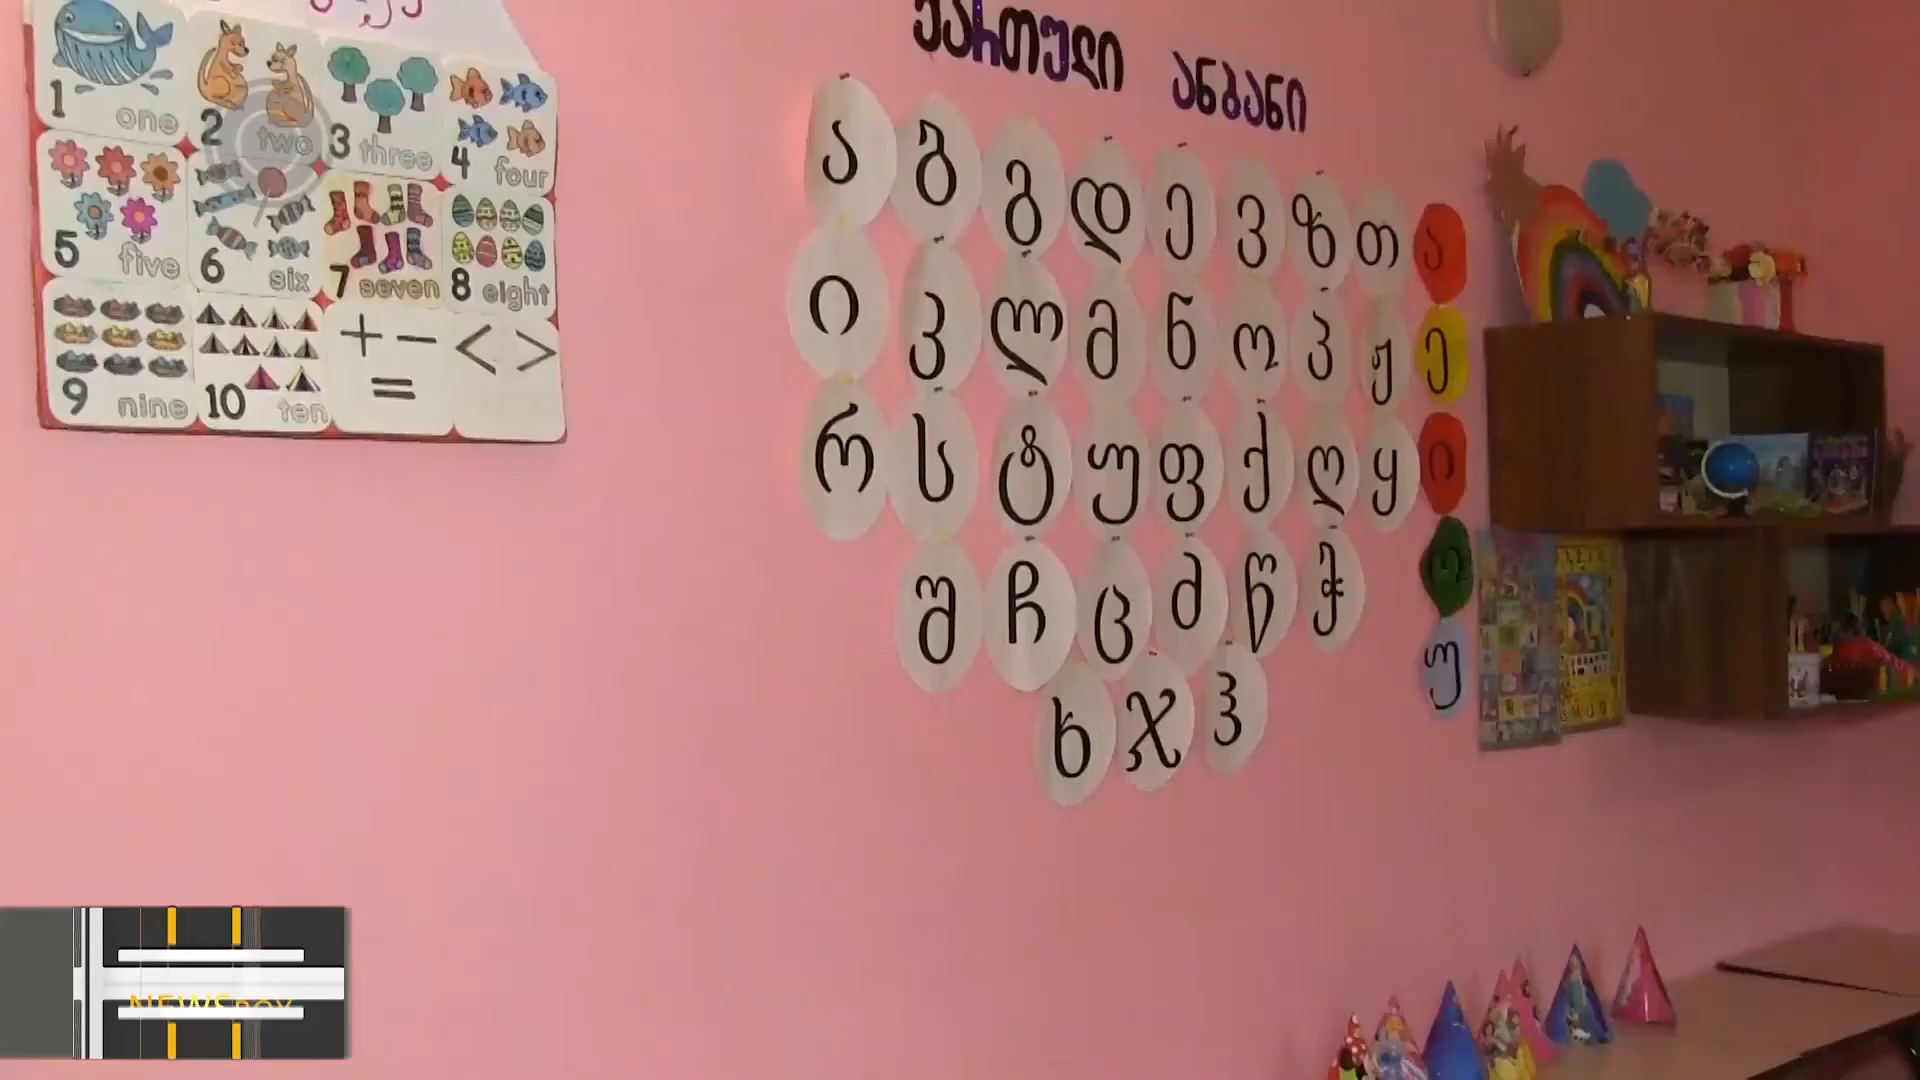 1 one 2 two 3 three 4 four
5 five 6 six 7 seven 8 eight
9 nine 10 ten + − = < >
ქართული ანბანი
ა ბ გ დ ე ვ ზ თ
ი კ ლ მ ნ ო პ ჟ
რ ს ტ უ ფ ქ ღ ყ
შ ჩ ც ძ წ ჭ
ხ ჯ ჰ
ა
ე
ი
ო
უ